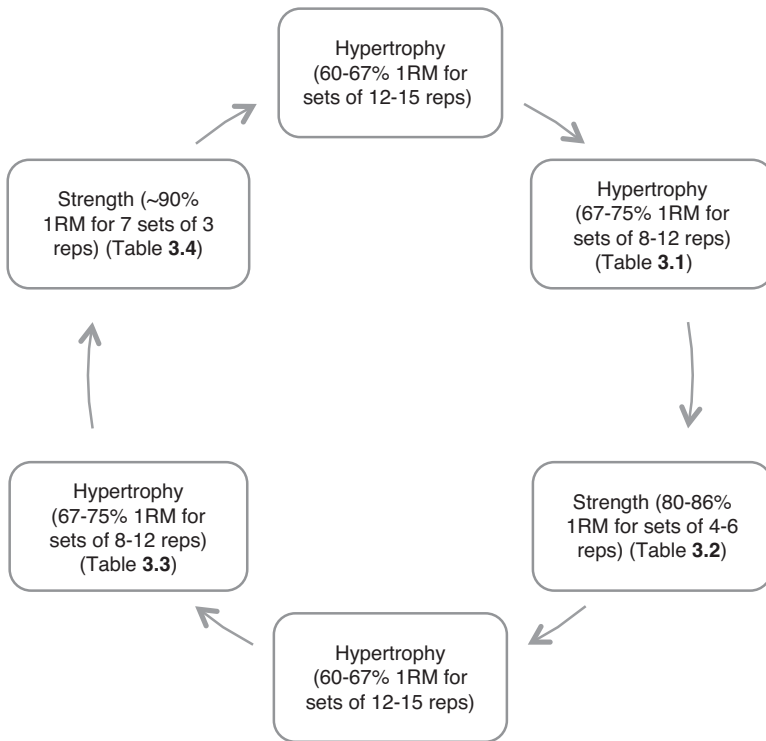 Hypertrophy
(60-67% 1RM for
sets of 12-15 reps)
Hypertrophy
(67-75% 1RM for
sets of 8-12 reps)
(Table 3.1)
Strength (80-86%
1RM for sets of 4-6
reps) (Table 3.2)
Hypertrophy
(60-67% 1RM for
sets of 12-15 reps)
Hypertrophy
(67-75% 1RM for
sets of 8-12 reps)
(Table 3.3)
Strength (~90%
1RM for 7 sets of 3
reps) (Table 3.4)